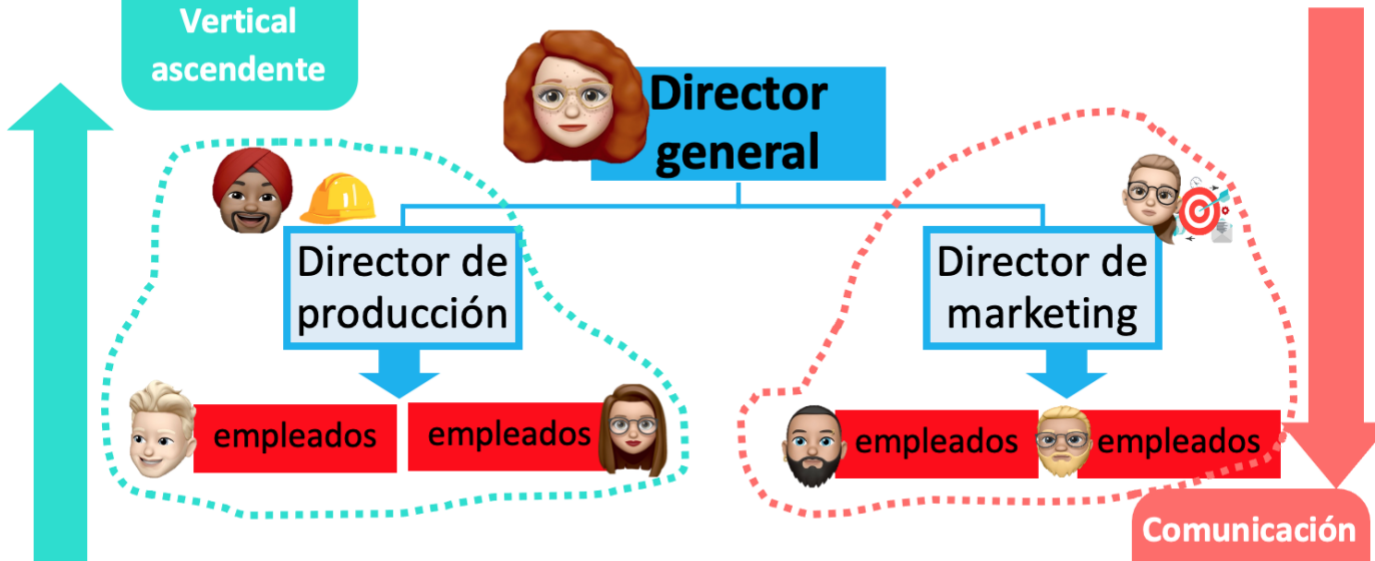 Vertical
ascendente
Director
general
Director de
producción
Director de
marketing
empleados
empleados
empleados
empleados
Comunicación